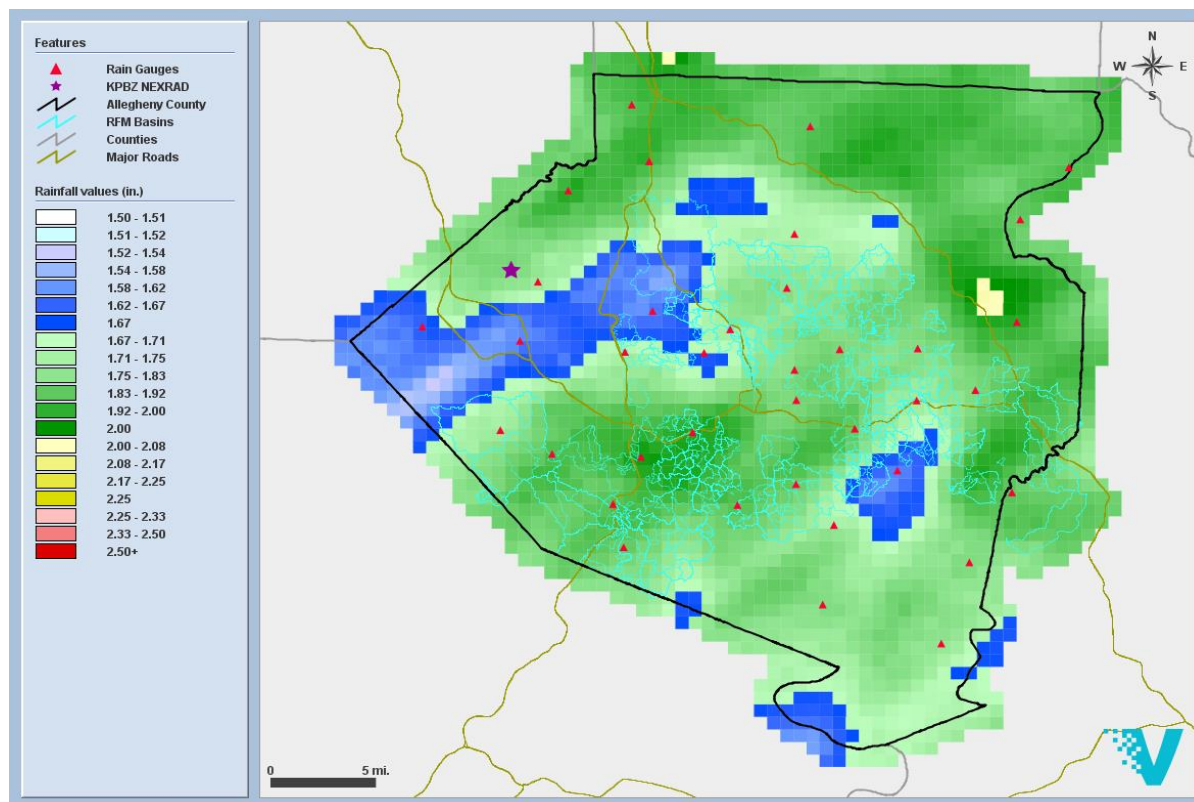 Features
Rain Gauges
KPBZ NEXRAD
Allegheny County
RFM Basins
Counties
Major Roads
Rainfall values (in.)
1.50 - 1.51
1.51 - 1.52
1.52 - 1.54
1.54 - 1.58
1.58 - 1.62
1.62 - 1.67
1.67
1.67 - 1.71
1.71 - 1.75
1.75 - 1.83
1.83 - 1.92
1.92 - 2.00
2.00
2.00 - 2.08
2.08 - 2.17
2.17 - 2.25
2.25
2.25 - 2.33
2.33 - 2.50
2.50+
N
W E
S
0 5 mi.
V